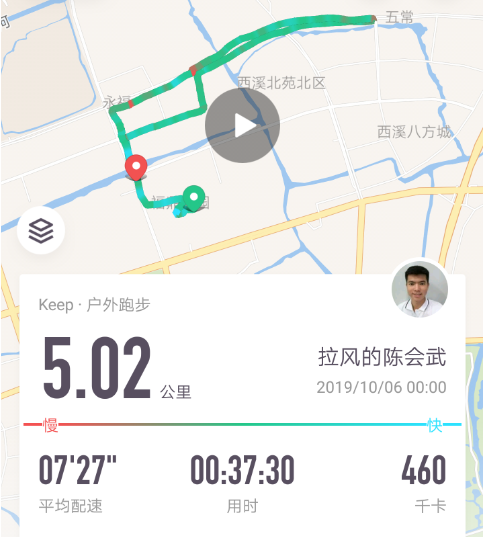 五常
西溪北苑北区
永福
西溪八方城
Keep · 户外跑步
5.02 公里
拉风的陈会武
2019/10/06 00:00
慢 快
07'27" 00:37:30 460
平均配速 用时 千卡